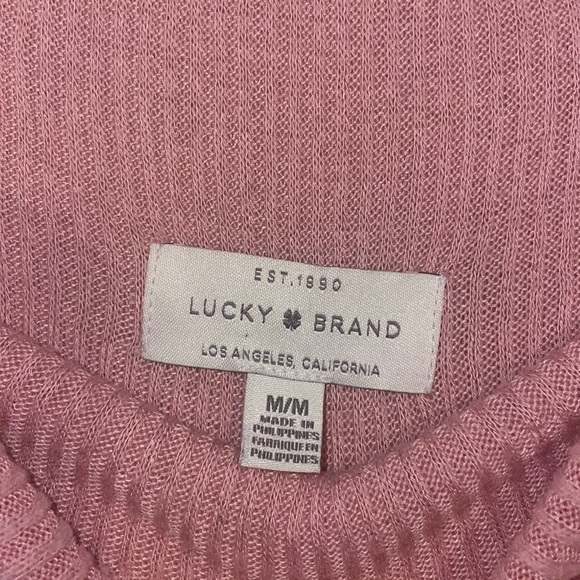 EST.1990
LUCKY BRAND
LOS ANGELES, CALIFORNIA
M/M
MADE IN
PHILIPPINES
FABRIQUE EN
PHILIPPINES